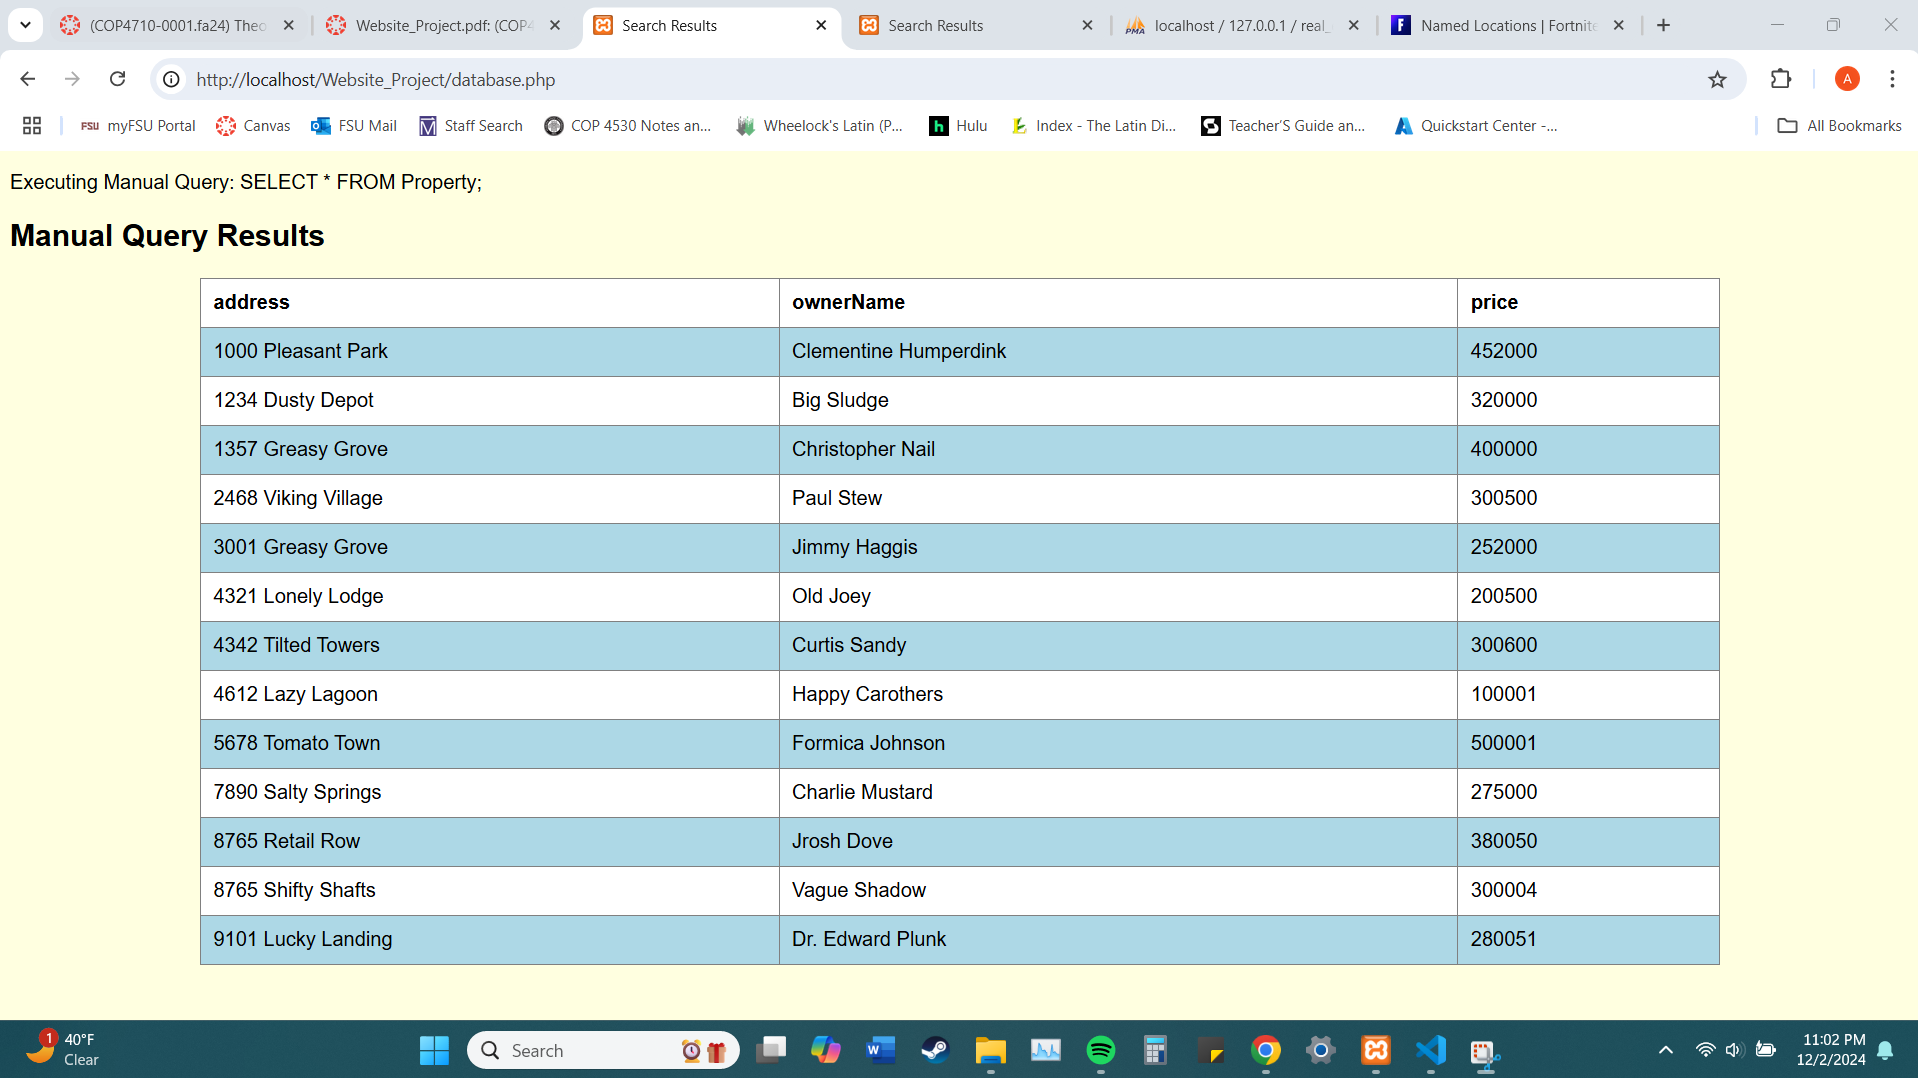 (COP4710-0001.fa24) Theo
Website_Project.pdf: (COP4
Search Results
Search Results
localhost / 127.0.0.1 / real_
Named Locations | Fortnite
http://localhost/Website_Project/database.php
A
FSU myFSU Portal
Canvas
FSU Mail
Staff Search
COP 4530 Notes an...
Wheelock's Latin (P...
h Hulu
Index - The Latin Di...
Teacher'S Guide an...
Quickstart Center -...
All Bookmarks
Executing Manual Query: SELECT * FROM Property;
Manual Query Results
address ownerName price
1000 Pleasant Park Clementine Humperdink 452000
1234 Dusty Depot Big Sludge 320000
1357 Greasy Grove Christopher Nail 400000
2468 Viking Village Paul Stew 300500
3001 Greasy Grove Jimmy Haggis 252000
4321 Lonely Lodge Old Joey 200500
4342 Tilted Towers Curtis Sandy 300600
4612 Lazy Lagoon Happy Carothers 100001
5678 Tomato Town Formica Johnson 500001
7890 Salty Springs Charlie Mustard 275000
8765 Retail Row Jrosh Dove 380050
8765 Shifty Shafts Vague Shadow 300004
9101 Lucky Landing Dr. Edward Plunk 280051
1
40°F
Clear
Search
11:02 PM
12/2/2024